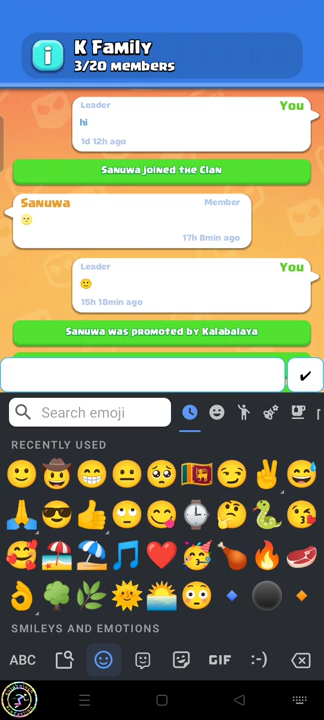 K Family
3/20 Members
Leader
You
hi
1d 12h ago
Sanuwa joined the Clan
Sanuwa
Member
17h 8min ago
Leader
You
15h 18min ago
Sanuwa was promoted by Kalabalaya
Search emoji
RECENTLY USED
SMILEYS AND EMOTIONS
ABC
GIF
:-)